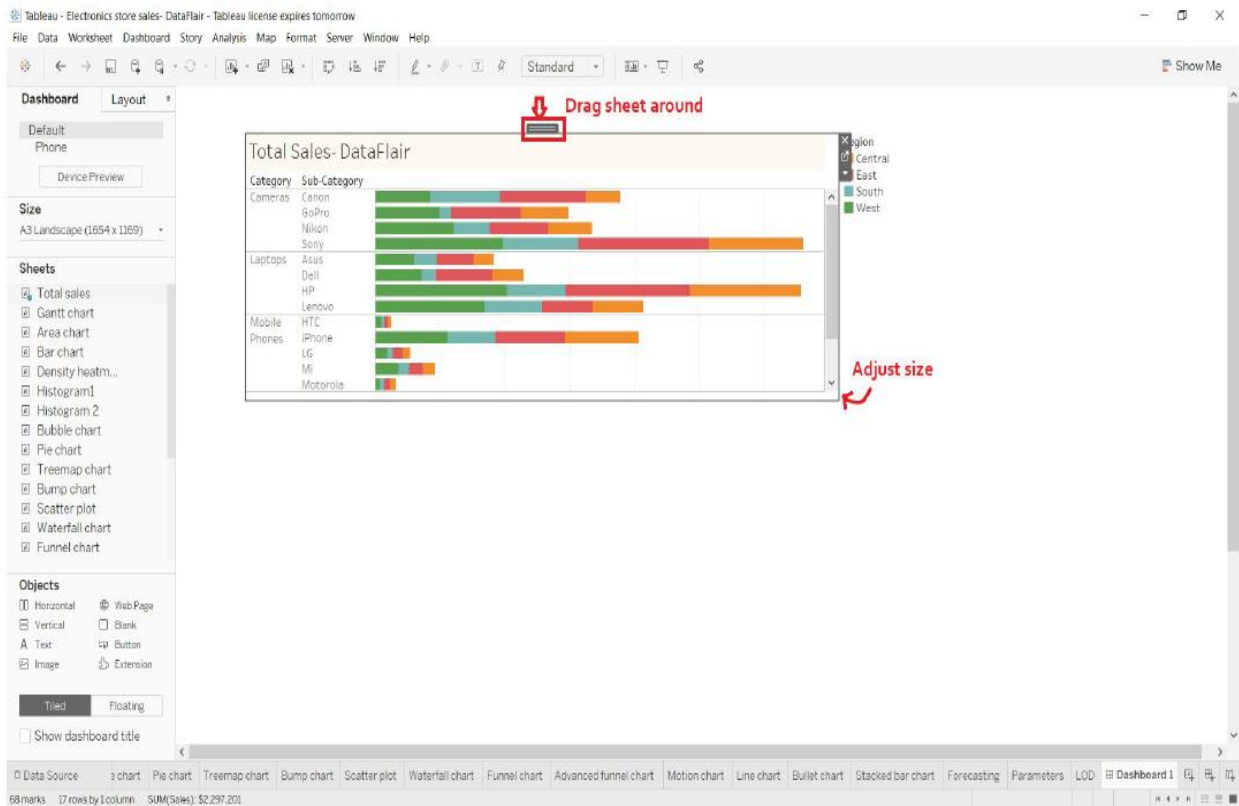 Tableau - Electronics store sales- DataFlair - Tableau license expires tomorrow
File Data Worksheet Dashboard Story Analysis Map Format Server Window Help
Standard
Show Me
Dashboard Layout
Default
Phone
Device Preview
Size
A3 Landscape (1654 x 1169)
Sheets
Total sales
Gantt chart
Area chart
Bar chart
Density heatm...
Histogram1
Histogram 2
Bubble chart
Pie chart
Treemap chart
Bump chart
Scatter plot
Waterfall chart
Funnel chart
Objects
Horizontal Web Page
Vertical Blank
Text Button
Image Extension
Tiled Floating
Show dashboard title
Drag sheet around
Total Sales- DataFlair
Category Sub-Category
Cameras Canon
GoPro
Nikon
Sony
Laptops Asus
Dell
HP
Lenovo
Mobile Phones HTC
iPhone
LG
Mi
Motorola
egion
Central
East
South
West
Adjust size
Data Source e chart Pie chart Treemap chart Bump chart Scatter plot Waterfall chart Funnel chart Advanced funnel chart Motion chart Line chart Bullet chart Stacked bar chart Forecasting Parameters LOD Dashboard 1
68 marks 17 rows by 1 column SUM(Sales): $2,297,201